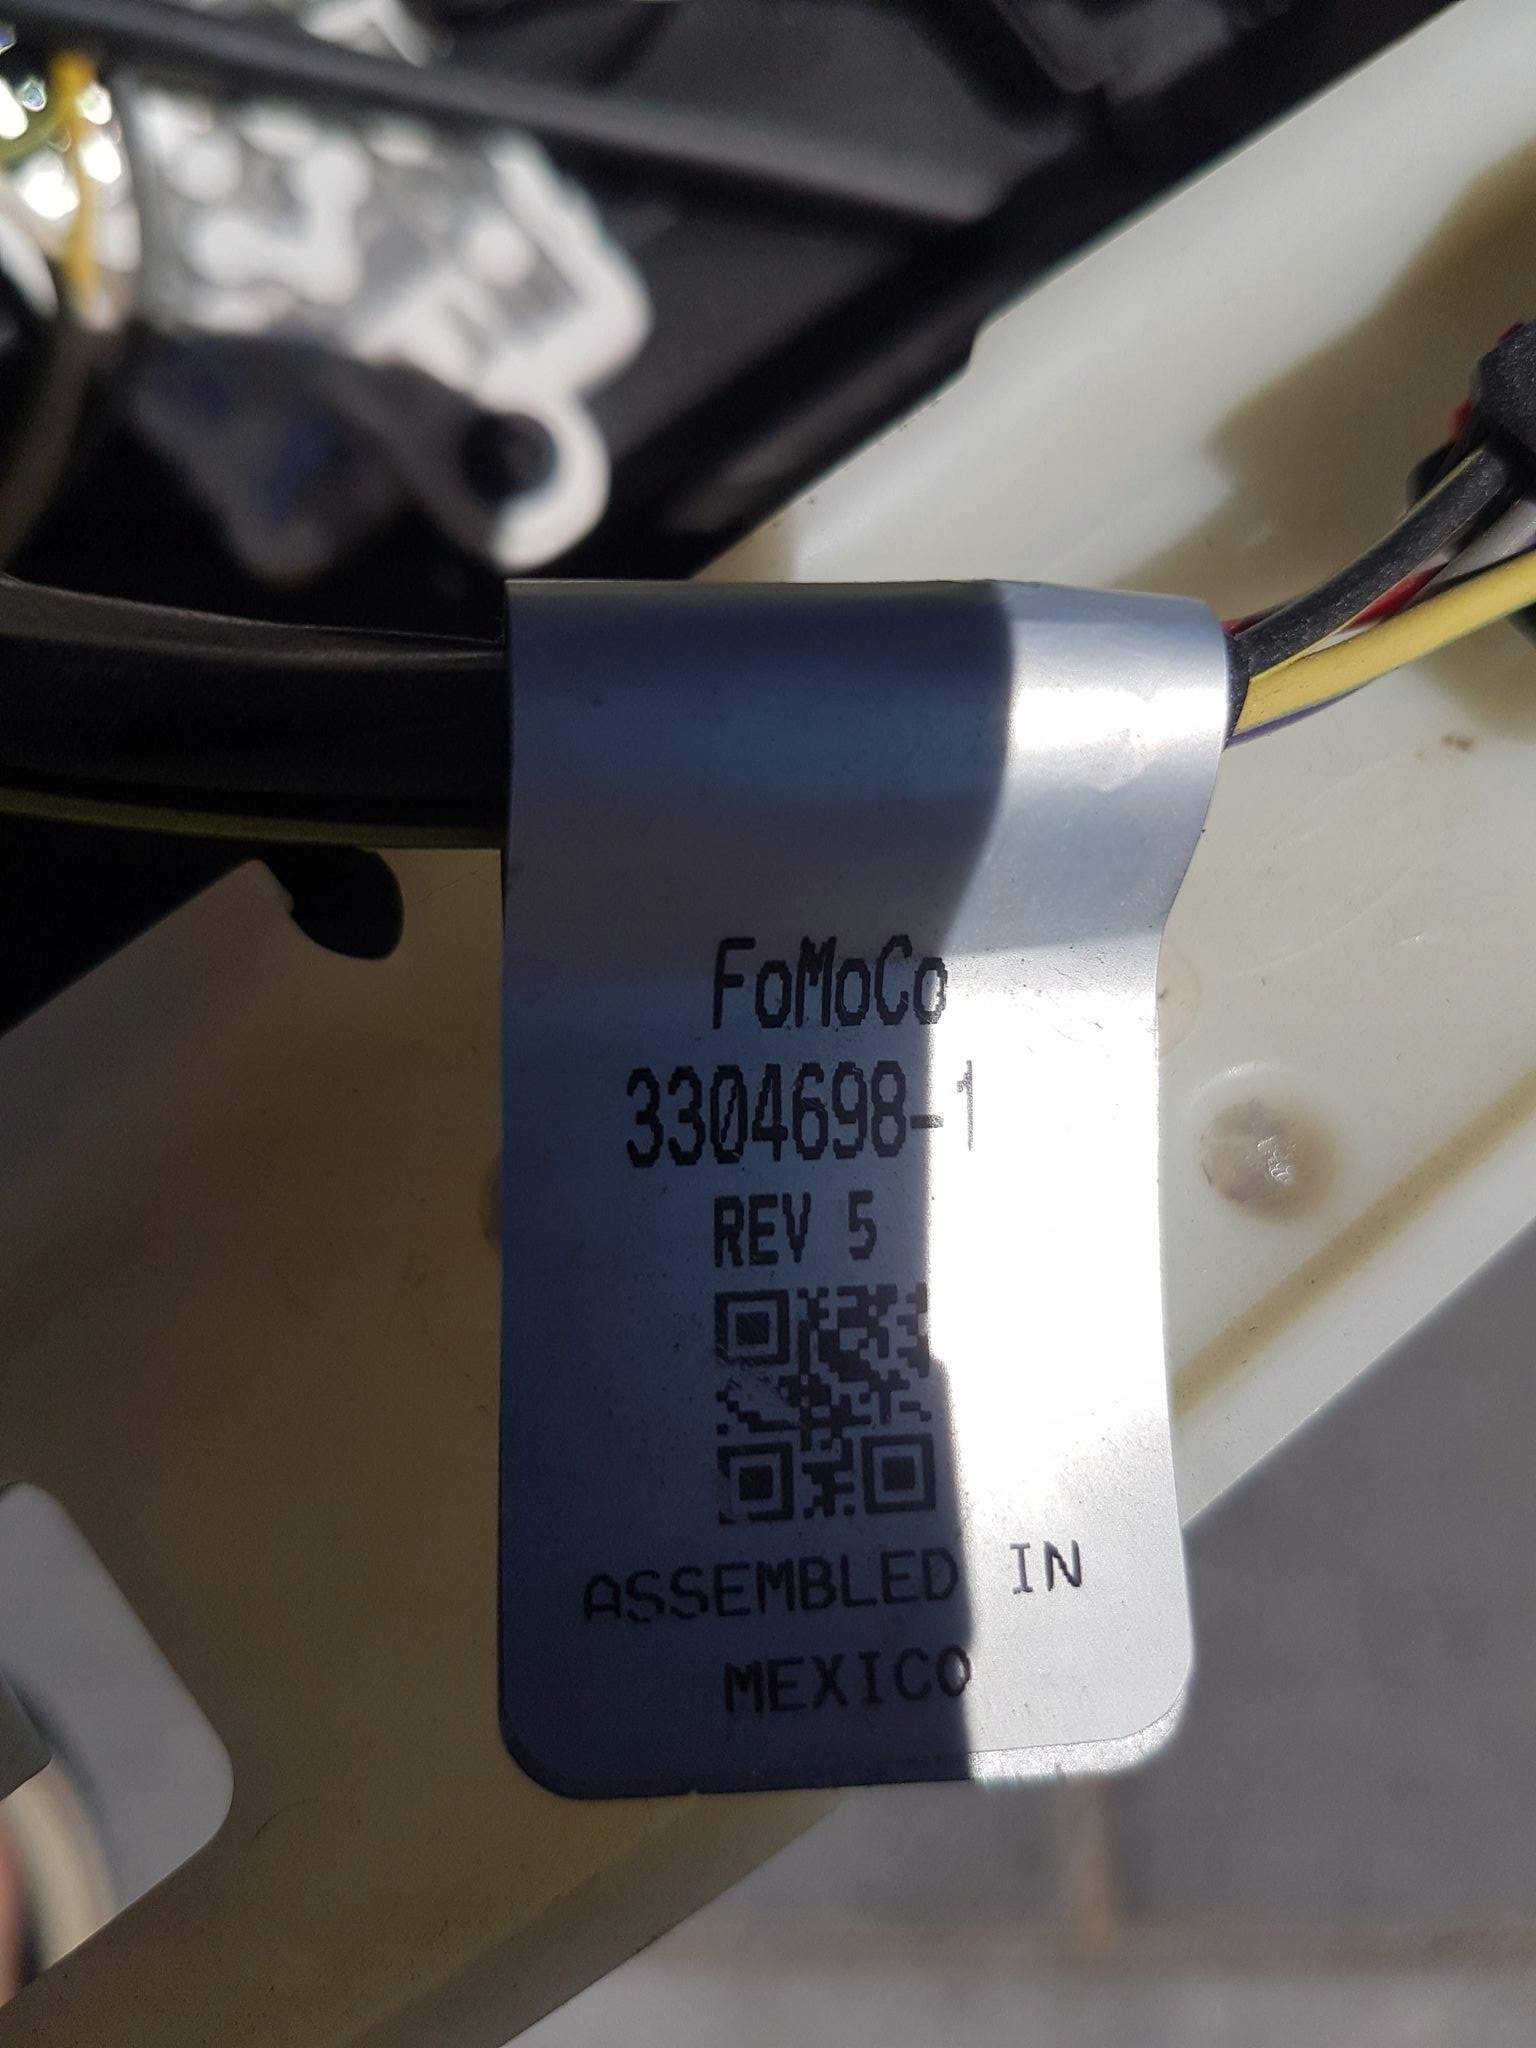 FoMoCo
3304698-1
REV 5
ASSEMBLED IN
MEXICO